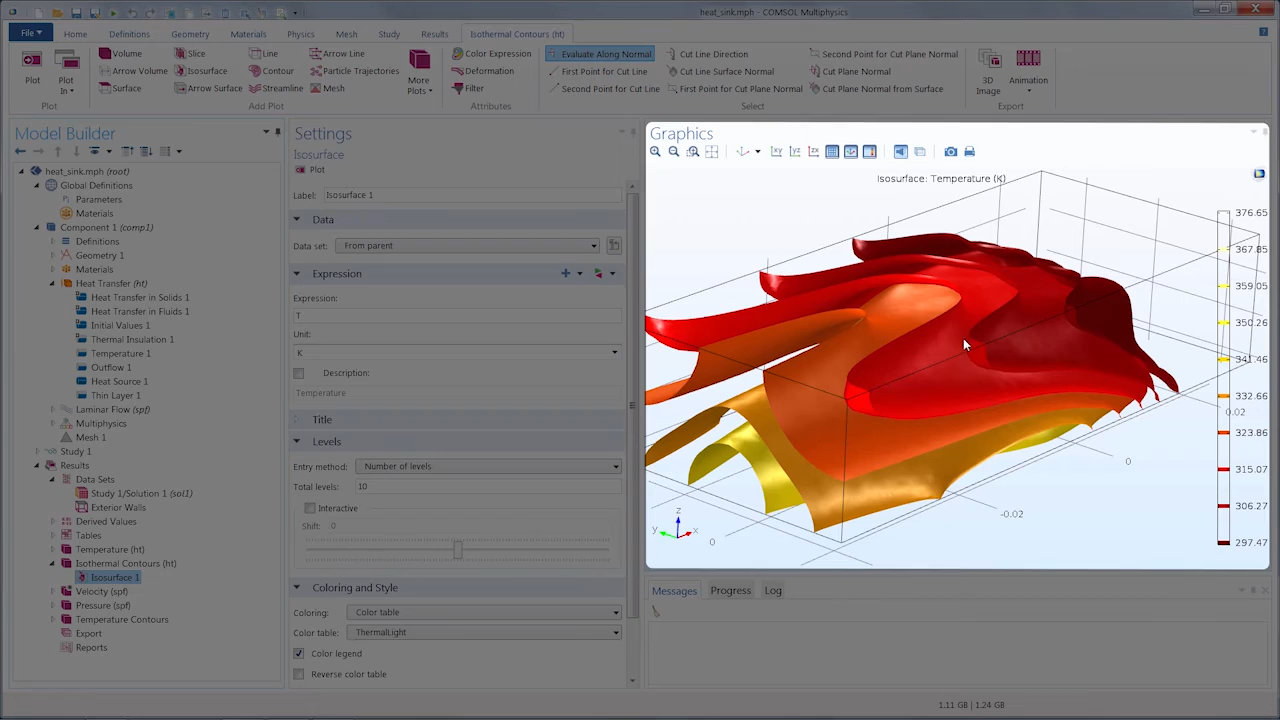 heat_sink.mph - COMSOL Multiphysics
File Home Definitions Geometry Materials Physics Mesh Study Results Isothermal Contours (ht)
Plot
Plot In
Volume Slice Line Arrow Line
Arrow Volume Isosurface Contour Particle Trajectories
Surface Arrow Surface Streamline Mesh
More Plots
Color Expression
Deformation
Filter
Evaluate Along Normal Cut Line Direction Second Point for Cut Plane Normal
First Point for Cut Line Cut Line Surface Normal Cut Plane Normal
Second Point for Cut Line First Point for Cut Plane Normal Cut Plane Normal from Surface
3D Image
Animation
Plot Add Plot Attributes Select Export
Model Builder
heat_sink.mph (root)
Global Definitions
Parameters
Materials
Component 1 (comp1)
Definitions
Geometry 1
Materials
Heat Transfer (ht)
Heat Transfer in Solids 1
Heat Transfer in Fluids 1
Initial Values 1
Thermal Insulation 1
Temperature 1
Outflow 1
Heat Source 1
Thin Layer 1
Laminar Flow (spf)
Multiphysics
Mesh 1
Study 1
Results
Data Sets
Study 1/Solution 1 (sol1)
Exterior Walls
Derived Values
Tables
Temperature (ht)
Isothermal Contours (ht)
Isosurface 1
Velocity (spf)
Pressure (spf)
Temperature Contours
Export
Reports
Settings
Isosurface
Plot
Label: Isosurface 1
Data
Data set: From parent
Expression
Expression:
T
Unit:
K
Description:
Temperature
Title
Levels
Entry method: Number of levels
Total levels: 10
Interactive
Shift: 0
Coloring and Style
Coloring: Color table
Color table: ThermalLight
Color legend
Reverse color table
Graphics
xy yz zx
Isosurface: Temperature (K)
376.65
367.85
359.05
350.26
341.46
332.66
323.86
315.07
306.27
297.47
0.02
0
-0.02
0
z
y x
Messages Progress Log
1.11 GB | 1.24 GB